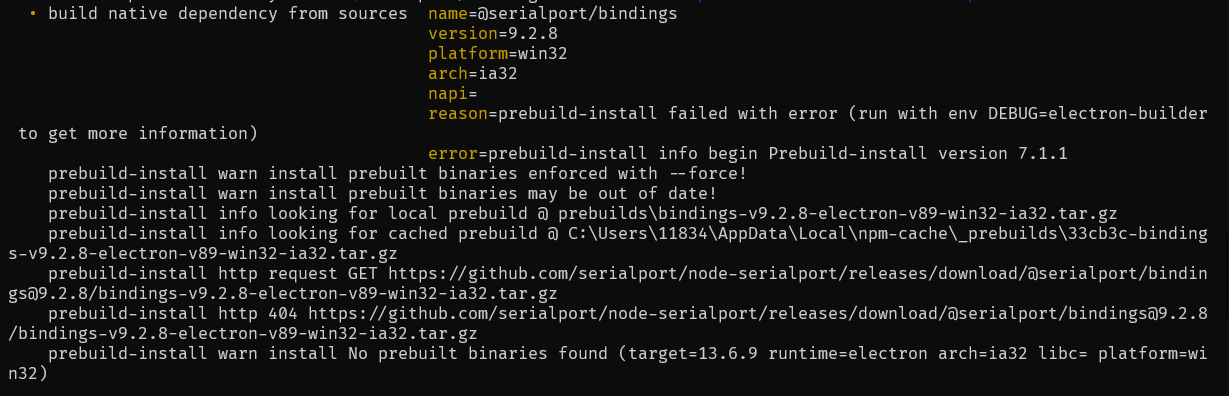 • build native dependency from sources  name=@serialport/bindings
version=9.2.8
platform=win32
arch=ia32
napi=
reason=prebuild-install failed with error (run with env DEBUG=electron-builder
to get more information)
error=prebuild-install info begin Prebuild-install version 7.1.1
prebuild-install warn install prebuilt binaries enforced with --force!
prebuild-install warn install prebuilt binaries may be out of date!
prebuild-install info looking for local prebuild @ prebuilds\bindings-v9.2.8-electron-v89-win32-ia32.tar.gz
prebuild-install info looking for cached prebuild @ C:\Users\11834\AppData\Local\npm-cache\_prebuilds\33cb3c-binding
s-v9.2.8-electron-v89-win32-ia32.tar.gz
prebuild-install http request GET https://github.com/serialport/node-serialport/releases/download/@serialport/bindin
gs@9.2.8/bindings-v9.2.8-electron-v89-win32-ia32.tar.gz
prebuild-install http 404 https://github.com/serialport/node-serialport/releases/download/@serialport/bindings@9.2.8
/bindings-v9.2.8-electron-v89-win32-ia32.tar.gz
prebuild-install warn install No prebuilt binaries found (target=13.6.9 runtime=electron arch=ia32 libc= platform=wi
n32)